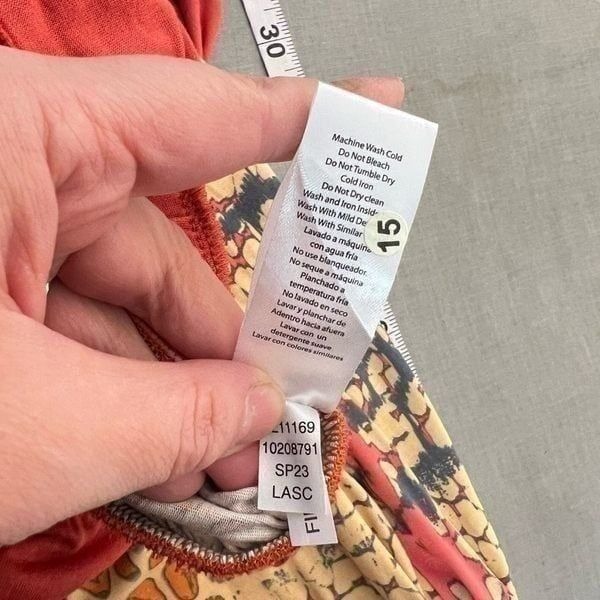 30
Machine Wash Cold
Do Not Bleach
Do Not Tumble Dry
Cold Iron
Do Not Dry clean
Wash and Iron Inside
Wash With Mild De
Wash With Similar
Lavado a máquina
con agua fría
No use blanqueador
No seque a máquina
Planchado a
temperatura fría
No lavado en seco
Lavar y planchar de
Adentro hacia afuera
Lavar con un
detergente suave
Lavar con colores similares
15
11169
10208791
SP23
LASC